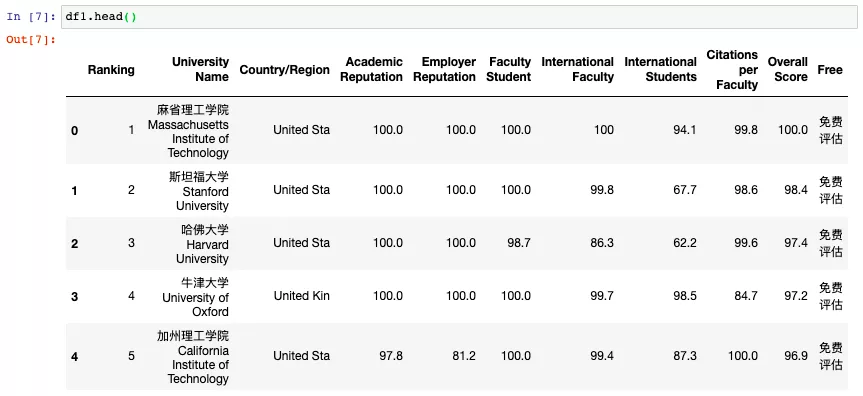 In [7]: df1.head()
Out[7]:
Ranking University Name Country/Region Academic Reputation Employer Reputation Faculty Student International Faculty International Students Citations per Faculty Overall Score Free
0 1 麻省理工学院 Massachusetts Institute of Technology United Sta 100.0 100.0 100.0 100 94.1 99.8 100.0 免费评估
1 2 斯坦福大学 Stanford University United Sta 100.0 100.0 100.0 99.8 67.7 98.6 98.4 免费评估
2 3 哈佛大学 Harvard University United Sta 100.0 100.0 98.7 86.3 62.2 99.6 97.4 免费评估
3 4 牛津大学 University of Oxford United Kin 100.0 100.0 100.0 99.7 98.5 84.7 97.2 免费评估
4 5 加州理工学院 California Institute of Technology United Sta 97.8 81.2 100.0 99.4 87.3 100.0 96.9 免费评估